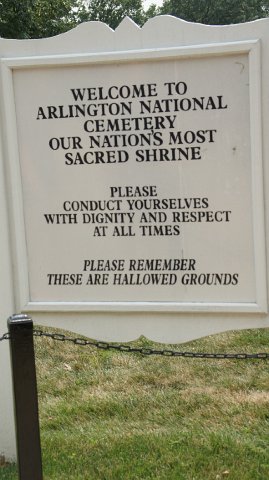 WELCOME TO
ARLINGTON NATIONAL
CEMETERY
OUR NATION'S MOST
SACRED SHRINE
PLEASE
CONDUCT YOURSELVES
WITH DIGNITY AND RESPECT
AT ALL TIMES
PLEASE REMEMBER
THESE ARE HALLOWED GROUNDS